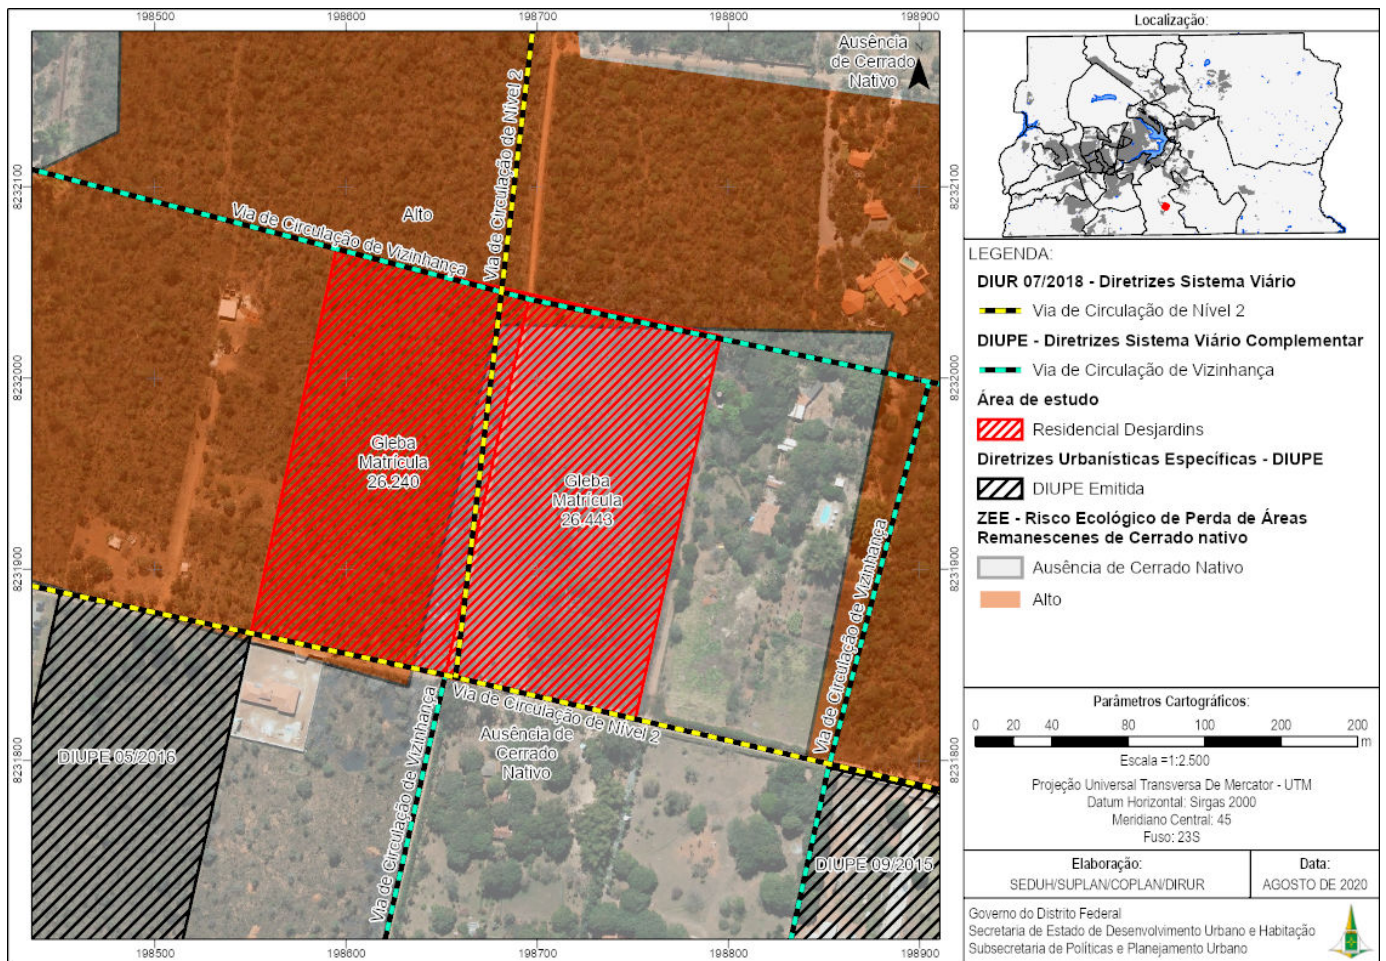 198500
198600
198700
198800
198900
Ausência
de Cerrado
Nativo
N
8232100
8232100
Via de Circulação de Nível 2
Alto
Via de Circulação de Vizinhança
8232000
8232000
Gleba
Matrícula
26.240
Gleba
Matrícula
26.443
8231900
8231900
Via de Circulação de Vizinhança
Via de Circulação de Nível 2
Ausência de
Cerrado
Nativo
Via de Circulação de Vizinhança
DIUPE 05/2016
8231800
8231800
DIUPE 09/2015
198500
198600
198700
198800
198900
Localização:
LEGENDA:
DIUR 07/2018 - Diretrizes Sistema Viário
Via de Circulação de Nível 2
DIUPE - Diretrizes Sistema Viário Complementar
Via de Circulação de Vizinhança
Área de estudo
Residencial Desjardins
Diretrizes Urbanísticas Específicas - DIUPE
DIUPE Emitida
ZEE - Risco Ecológico de Perda de Áreas
Remanescenes de Cerrado nativo
Ausência de Cerrado Nativo
Alto
Parâmetros Cartográficos:
0 20 40 80 100 200 200
m
Escala =1:2.500
Projeção Universal Transversa De Mercator - UTM
Datum Horizontal: Sirgas 2000
Meridiano Central: 45
Fuso: 23S
Elaboração:
SEDUH/SUPLAN/COPLAN/DIRUR
Data:
AGOSTO DE 2020
Governo do Distrito Federal
Secretaria de Estado de Desenvolvimento Urbano e Habitação
Subsecretaria de Políticas e Planejamento Urbano